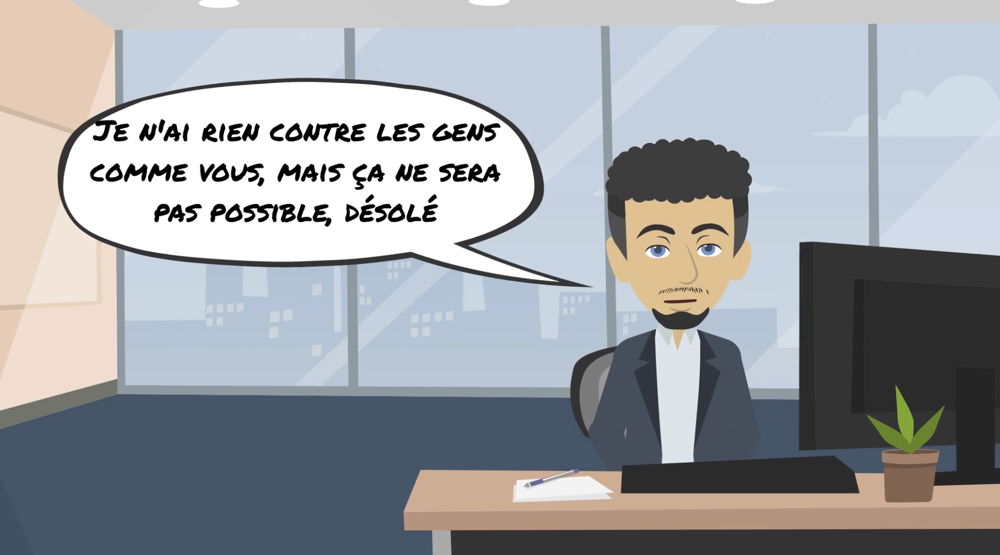 Je n'ai rien contre les gens
comme vous, mais ça ne sera
pas possible, désolé